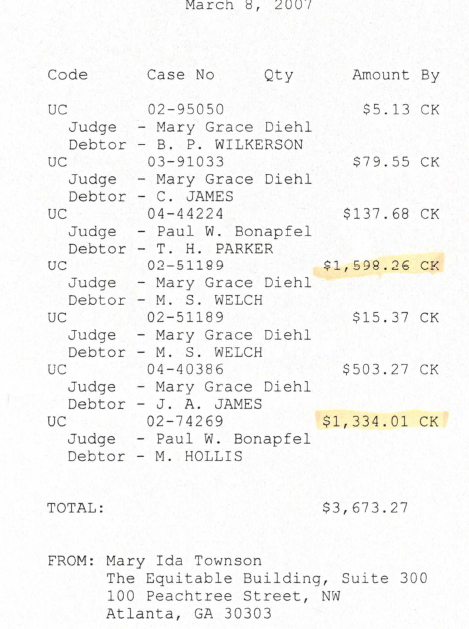 March 8, 2007
Code Case No Qty Amount By
UC 02-95050 $5.13 CK
Judge - Mary Grace Diehl
Debtor - B. P. WILKERSON
UC 03-91033 $79.55 CK
Judge - Mary Grace Diehl
Debtor - C. JAMES
UC 04-44224 $137.68 CK
Judge - Paul W. Bonapfel
Debtor - T. H. PARKER
UC 02-51189 $1,598.26 CK
Judge - Mary Grace Diehl
Debtor - M. S. WELCH
UC 02-51189 $15.37 CK
Judge - Mary Grace Diehl
Debtor - M. S. WELCH
UC 04-40386 $503.27 CK
Judge - Mary Grace Diehl
Debtor - J. A. JAMES
UC 02-74269 $1,334.01 CK
Judge - Paul W. Bonapfel
Debtor - M. HOLLIS
TOTAL: $3,673.27
FROM: Mary Ida Townson
The Equitable Building, Suite 300
100 Peachtree Street, NW
Atlanta, GA 30303